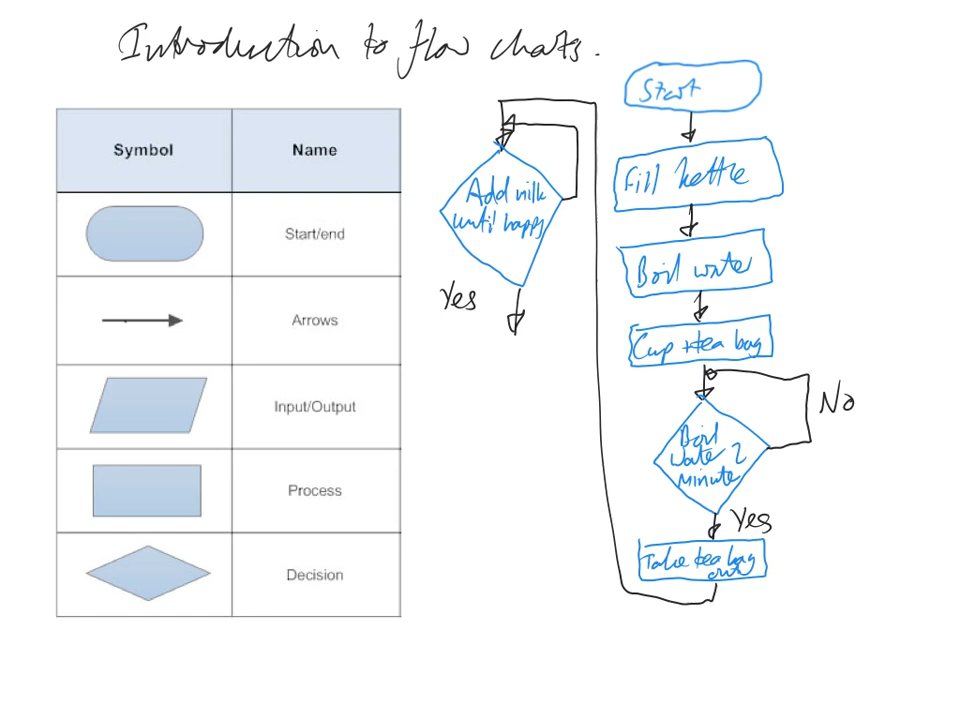 Introduction to flow charts.
Symbol
Name
Start/end
Arrows
Input/Output
Process
Decision
Add milk
until happy
Yes
Start
Fill kettle
Boil water
Cup + tea bag
No
Boil
water 2
minute
Yes
Take tea bag
out